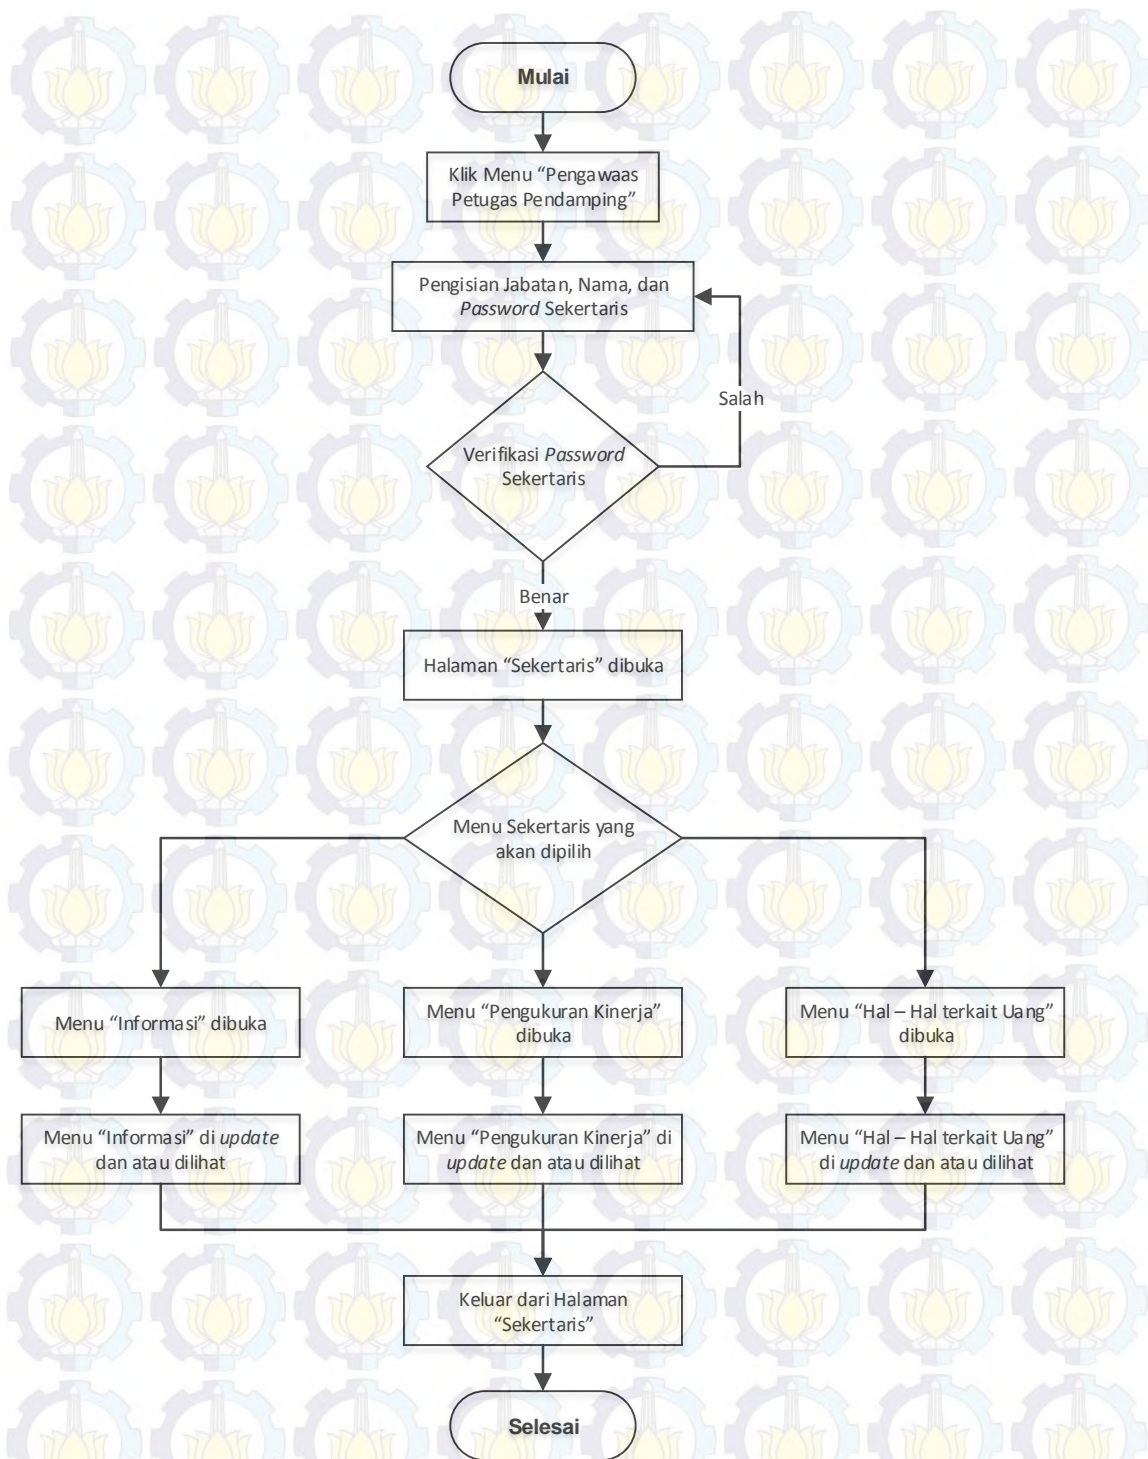 Mulai
Klik Menu “Pengawaas
Petugas Pendamping”
Pengisian Jabatan, Nama, dan
Password Sekertaris
Salah
Verifikasi Password
Sekertaris
Benar
Halaman “Sekertaris” dibuka
Menu Sekertaris yang
akan dipilih
Menu “Informasi” dibuka
Menu “Pengukuran Kinerja”
dibuka
Menu “Hal – Hal terkait Uang”
dibuka
Menu “Informasi” di update
dan atau dilihat
Menu “Pengukuran Kinerja” di
update dan atau dilihat
Menu “Hal – Hal terkait Uang”
di update dan atau dilihat
Keluar dari Halaman
“Sekertaris”
Selesai